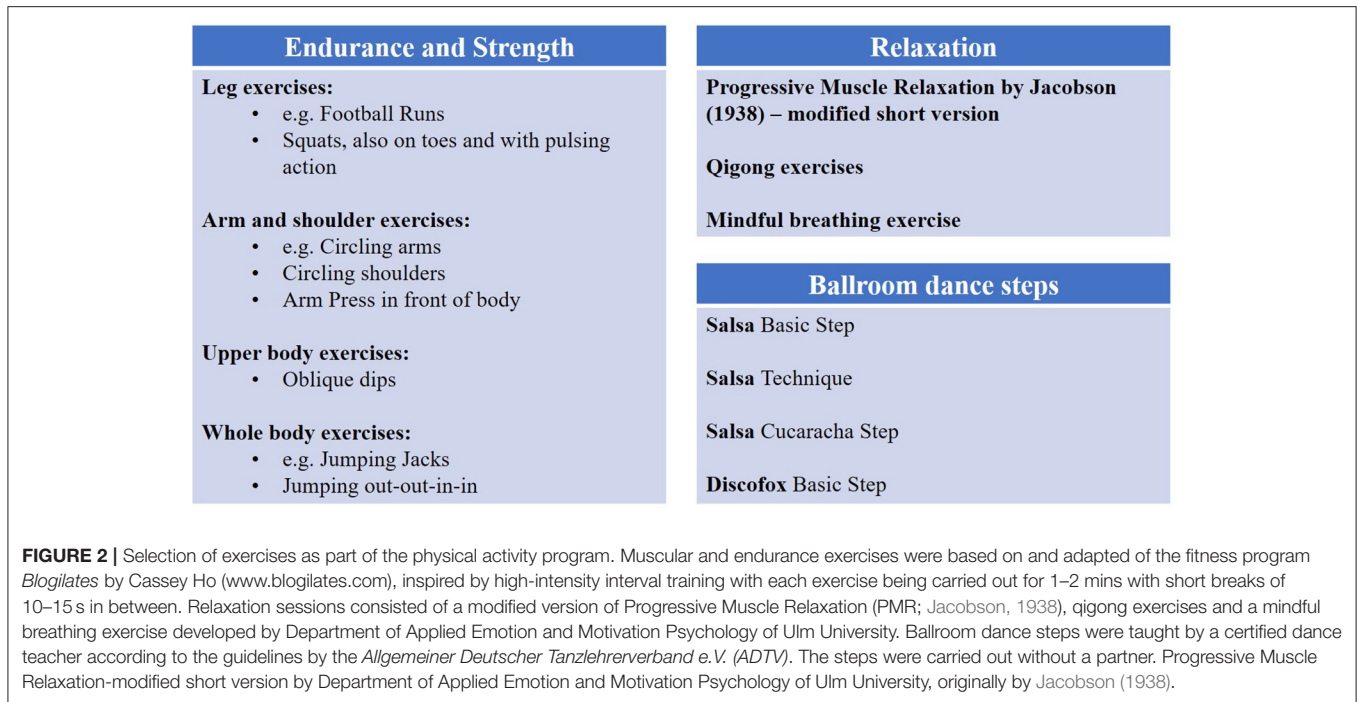 Endurance and Strength
Leg exercises:
• e.g. Football Runs
• Squats, also on toes and with pulsing
action
Arm and shoulder exercises:
• e.g. Circling arms
• Circling shoulders
• Arm Press in front of body
Upper body exercises:
• Oblique dips
Whole body exercises:
• e.g. Jumping Jacks
• Jumping out-out-in-in
Relaxation
Progressive Muscle Relaxation by Jacobson
(1938) – modified short version
Qigong exercises
Mindful breathing exercise
Ballroom dance steps
Salsa Basic Step
Salsa Technique
Salsa Cucaracha Step
Discofox Basic Step
FIGURE 2 | Selection of exercises as part of the physical activity program. Muscular and endurance exercises were based on and adapted of the fitness program
Blogilates by Cassey Ho (www.blogilates.com), inspired by high-intensity interval training with each exercise being carried out for 1–2 mins with short breaks of
10–15 s in between. Relaxation sessions consisted of a modified version of Progressive Muscle Relaxation (PMR; Jacobson, 1938), qigong exercises and a mindful
breathing exercise developed by Department of Applied Emotion and Motivation Psychology of Ulm University. Ballroom dance steps were taught by a certified dance
teacher according to the guidelines by the Allgemeiner Deutscher Tanzlehrerverband e.V. (ADTV). The steps were carried out without a partner. Progressive Muscle
Relaxation-modified short version by Department of Applied Emotion and Motivation Psychology of Ulm University, originally by Jacobson (1938).